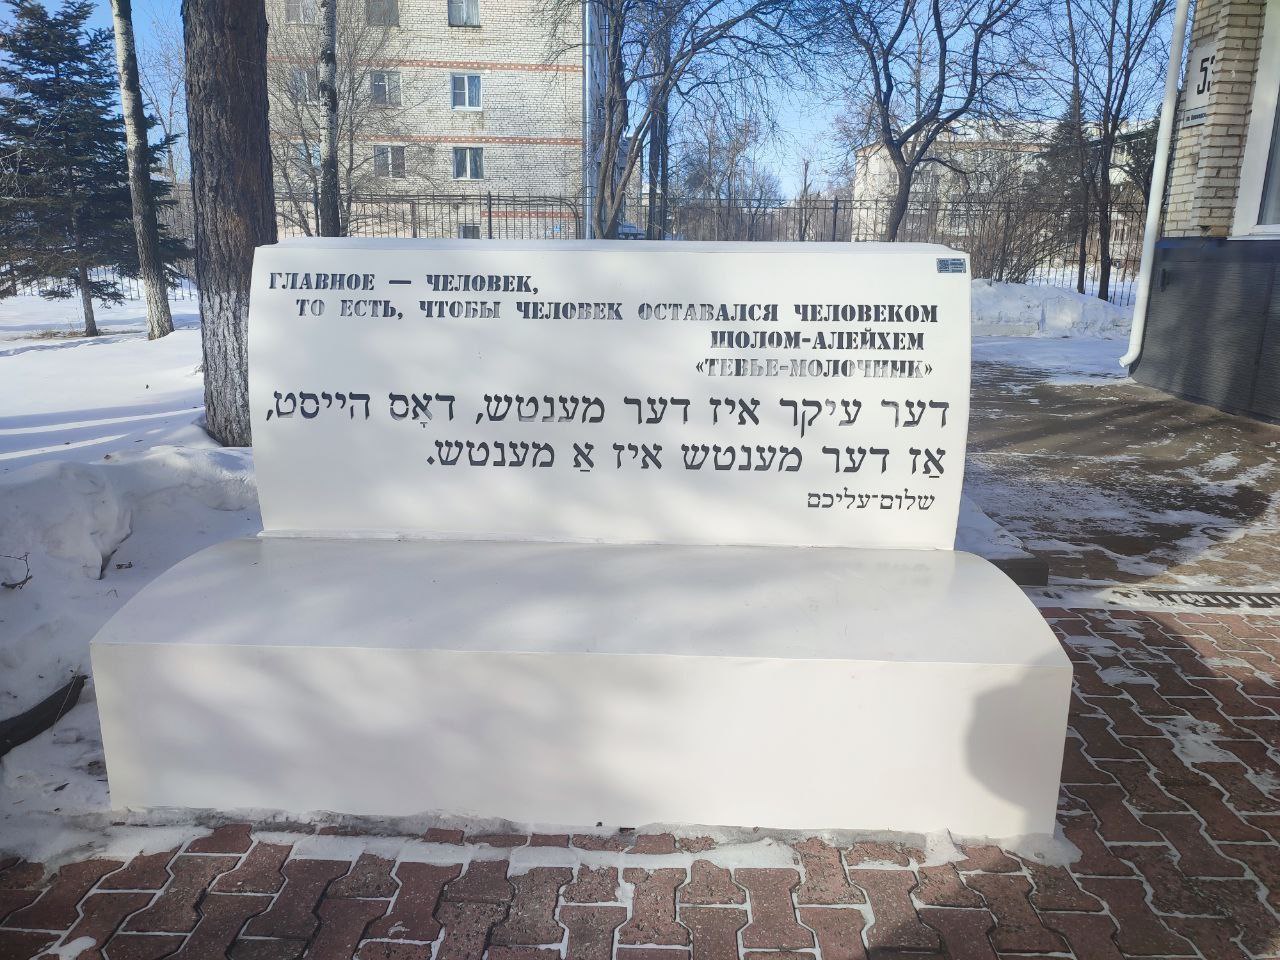 ГЛАВНОЕ — ЧЕЛОВЕК,
ТО ЕСТЬ, ЧТОБЫ ЧЕЛОВЕК ОСТАВАЛСЯ ЧЕЛОВЕКОМ
ШОЛОМ-АЛЕЙХЕМ
«ТЕВЬЕ-МОЛОЧНИК»
דער עיקר איז דער מענטש, דאָס הייסט,
אַז דער מענטש איז אַ מענטש.
שלום־עליכם